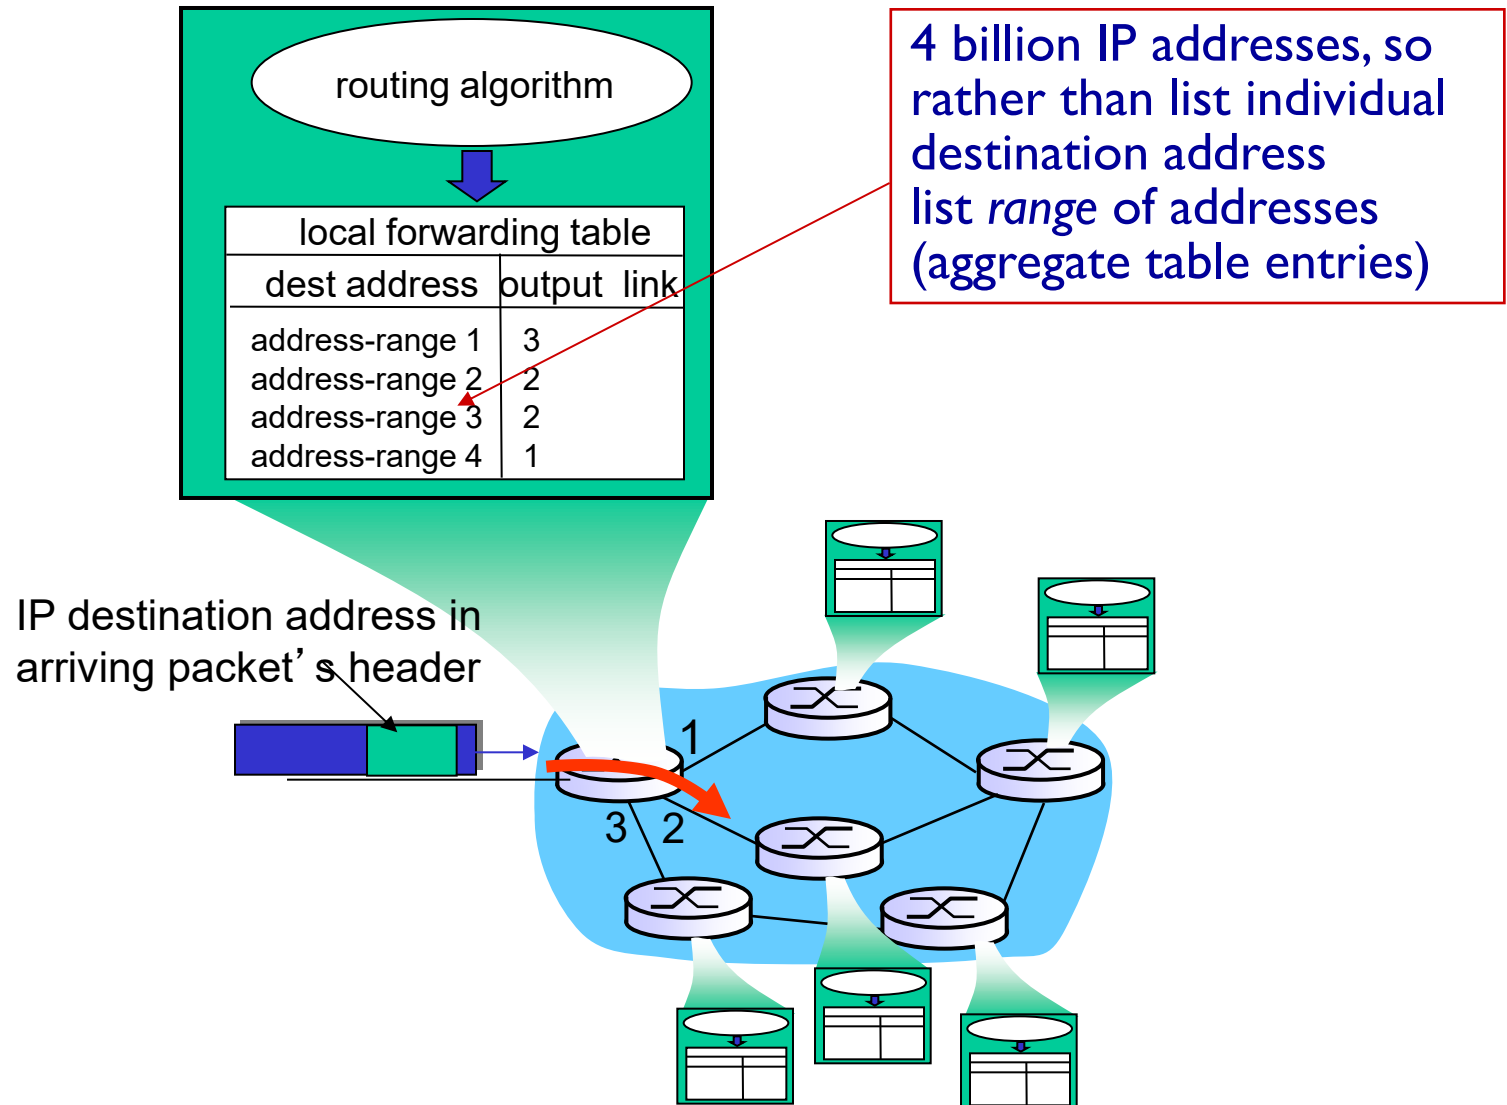 routing algorithm
local forwarding table
dest address output link
address-range 1 3
address-range 2 2
address-range 3 2
address-range 4 1
4 billion IP addresses, so
rather than list individual
destination address
list range of addresses
(aggregate table entries)
IP destination address in
arriving packet’s header
1
3 2